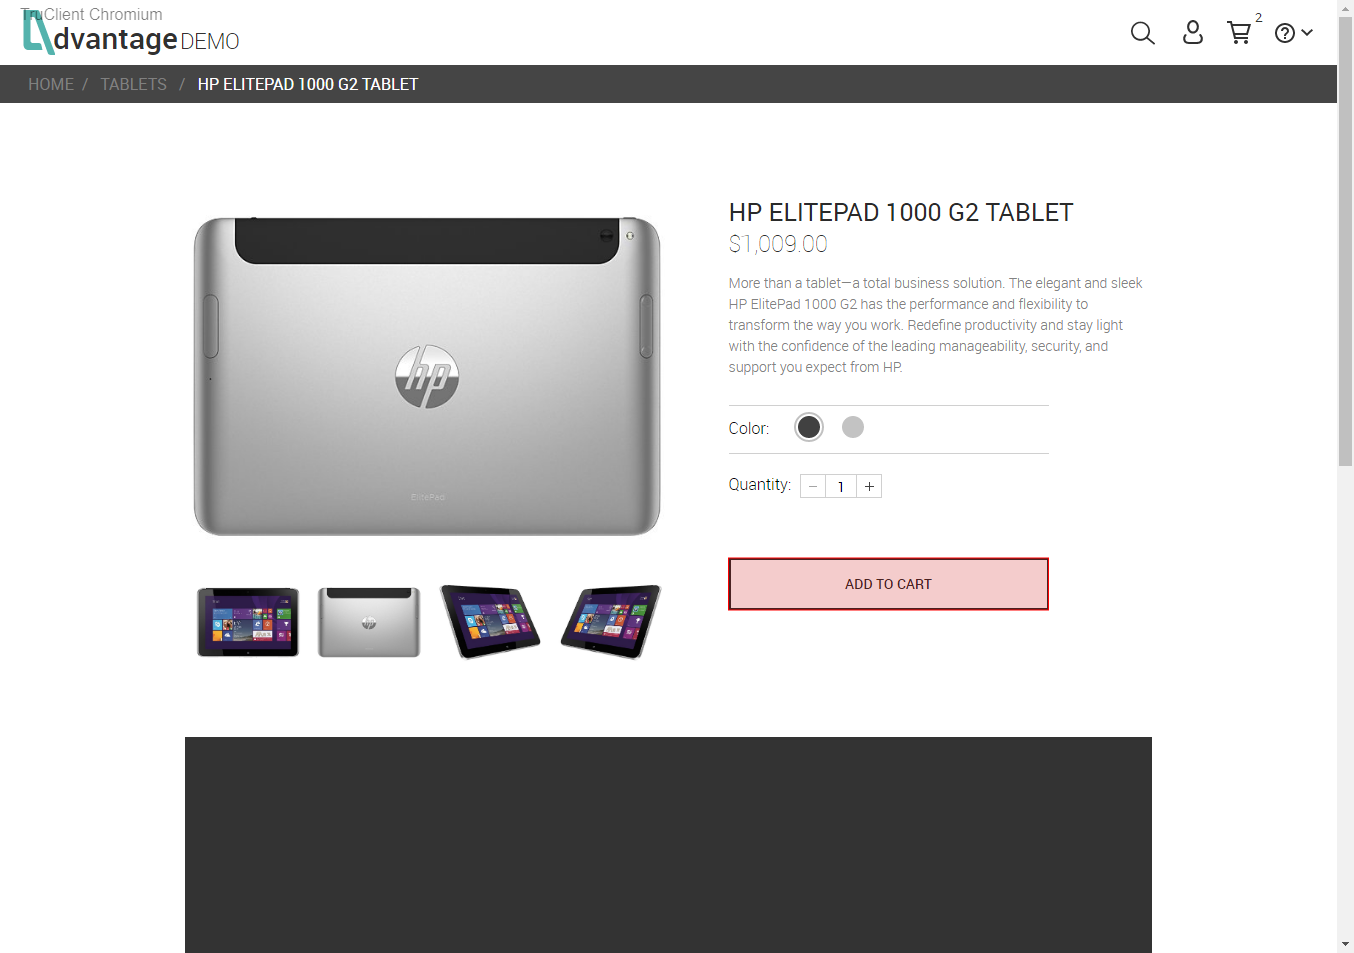 TruClient Chromium
dvantage DEMO
2
HOME / TABLETS / HP ELITEPAD 1000 G2 TABLET
HP ELITEPAD 1000 G2 TABLET
$1,009.00
More than a tablet—a total business solution. The elegant and sleek
HP ElitPad 1000 G2 has the performance and flexibility to
transform the way you work. Redefine productivity and stay light
with the confidence of the leading manageability, security, and
support you expect from HP.
Color:
Quantity: − 1 +
ADD TO CART
hp
ElitePad